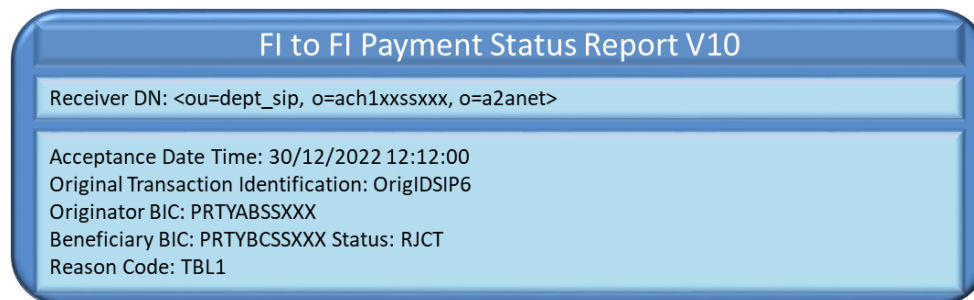 FI to FI Payment Status Report V10
Receiver DN: <ou=dept_sip, o=ach1xxssxxx, o=a2anet>
Acceptance Date Time: 30/12/2022 12:12:00
Original Transaction Identification: OrigIDSIP6
Originator BIC: PRTYABSSXXX
Beneficiary BIC: PRTYBCSSXXX Status: RJCT
Reason Code: TBL1